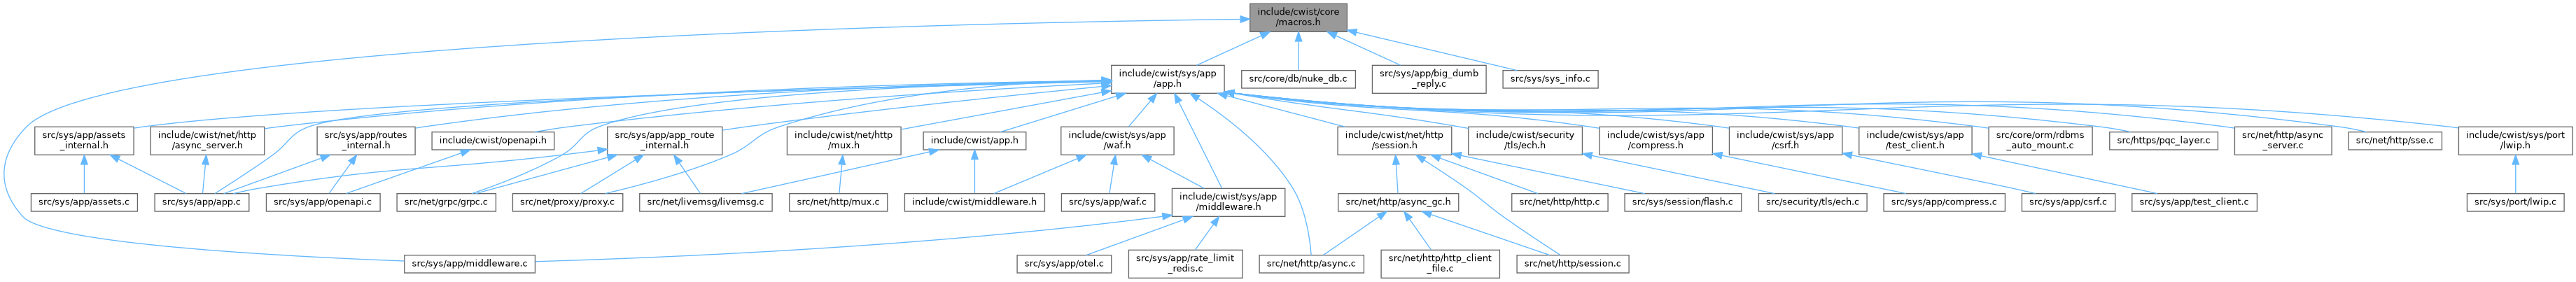 include/cwist/core
/macros.h
include/cwist/sys/app
/app.h
src/core/db/nuke_db.c
src/sys/app/big_dumb
_reply.c
src/sys/sys_info.c
src/sys/app/assets
_internal.h
include/cwist/net/http
/async_server.h
src/sys/app/routes
_internal.h
include/cwist/openapi.h
src/sys/app/app_route
_internal.h
include/cwist/net/http
/mux.h
include/cwist/app.h
include/cwist/sys/app
/waf.h
include/cwist/net/http
/session.h
include/cwist/security
/tls/ech.h
include/cwist/sys/app
/compress.h
include/cwist/sys/app
/csrf.h
include/cwist/sys/app
/test_client.h
src/core/orm/rdbms
_auto_mount.c
src/https/pqc_layer.c
src/net/http/async
_server.c
src/net/http/sse.c
include/cwist/sys/port
/lwip.h
src/sys/app/assets.c
src/sys/app/app.c
src/sys/app/openapi.c
src/net/grpc/grpc.c
src/net/proxy/proxy.c
src/net/livemsg/livemsg.c
src/net/http/mux.c
include/cwist/middleware.h
src/sys/app/waf.c
include/cwist/sys/app
/middleware.h
src/net/http/async_gc.h
src/net/http/http.c
src/sys/session/flash.c
src/security/tls/ech.c
src/sys/app/compress.c
src/sys/app/csrf.c
src/sys/app/test_client.c
src/sys/port/lwip.c
src/sys/app/middleware.c
src/sys/app/otel.c
src/sys/app/rate_limit
_redis.c
src/net/http/async.c
src/net/http/http_client
_file.c
src/net/http/session.c